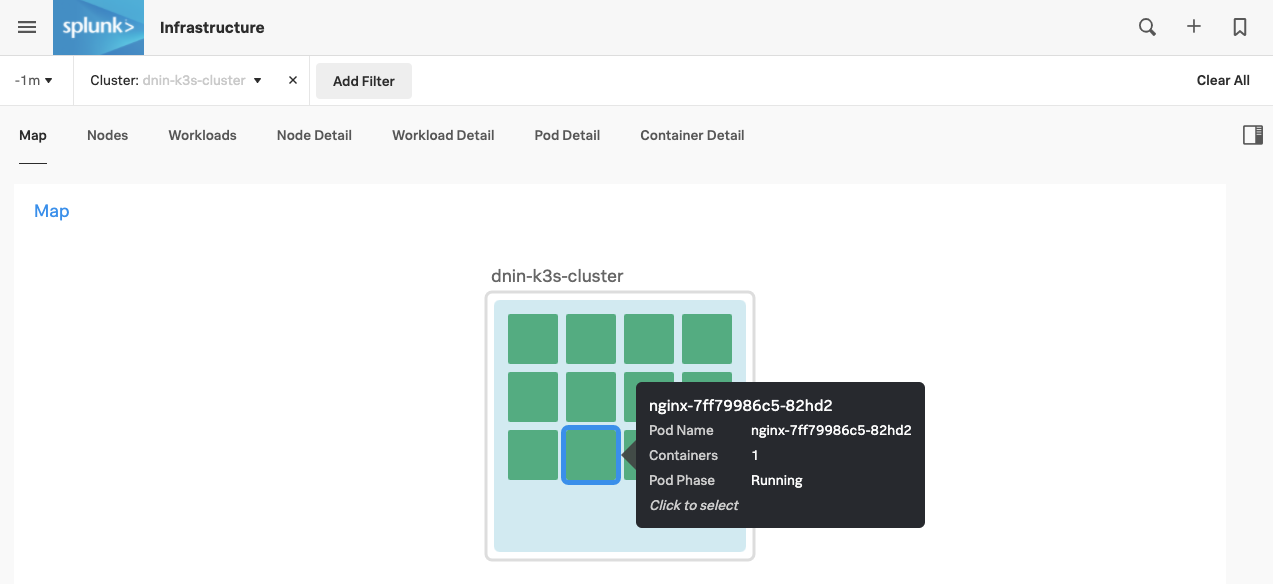 splunk>
Infrastructure
-1m
Cluster: dnin-k3s-cluster
Add Filter
Clear All
Map
Nodes
Workloads
Node Detail
Workload Detail
Pod Detail
Container Detail
Map
dnin-k3s-cluster
nginx-7ff79986c5-82hd2
Pod Name nginx-7ff79986c5-82hd2
Containers 1
Pod Phase Running
Click to select